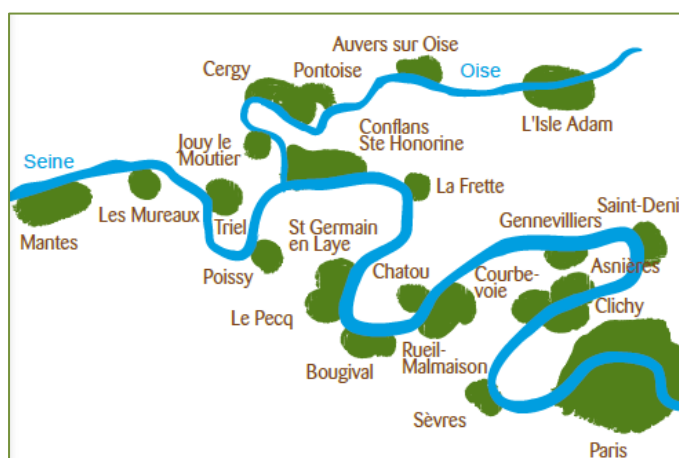 Auvers sur Oise
Cergy
Pontoise
Oise
L'Isle Adam
Jouy le
Moutier
Conflans
Ste Honorine
Seine
La Frette
Mantes
Les Mureaux
Triel
Poissy
St Germain
en Laye
Gennevilliers
Saint-Deni
Chatou
Courbe-
voie
Asnières
Le Pecq
Clichy
Bougival
Rueil-
Malmaison
Sèvres
Paris